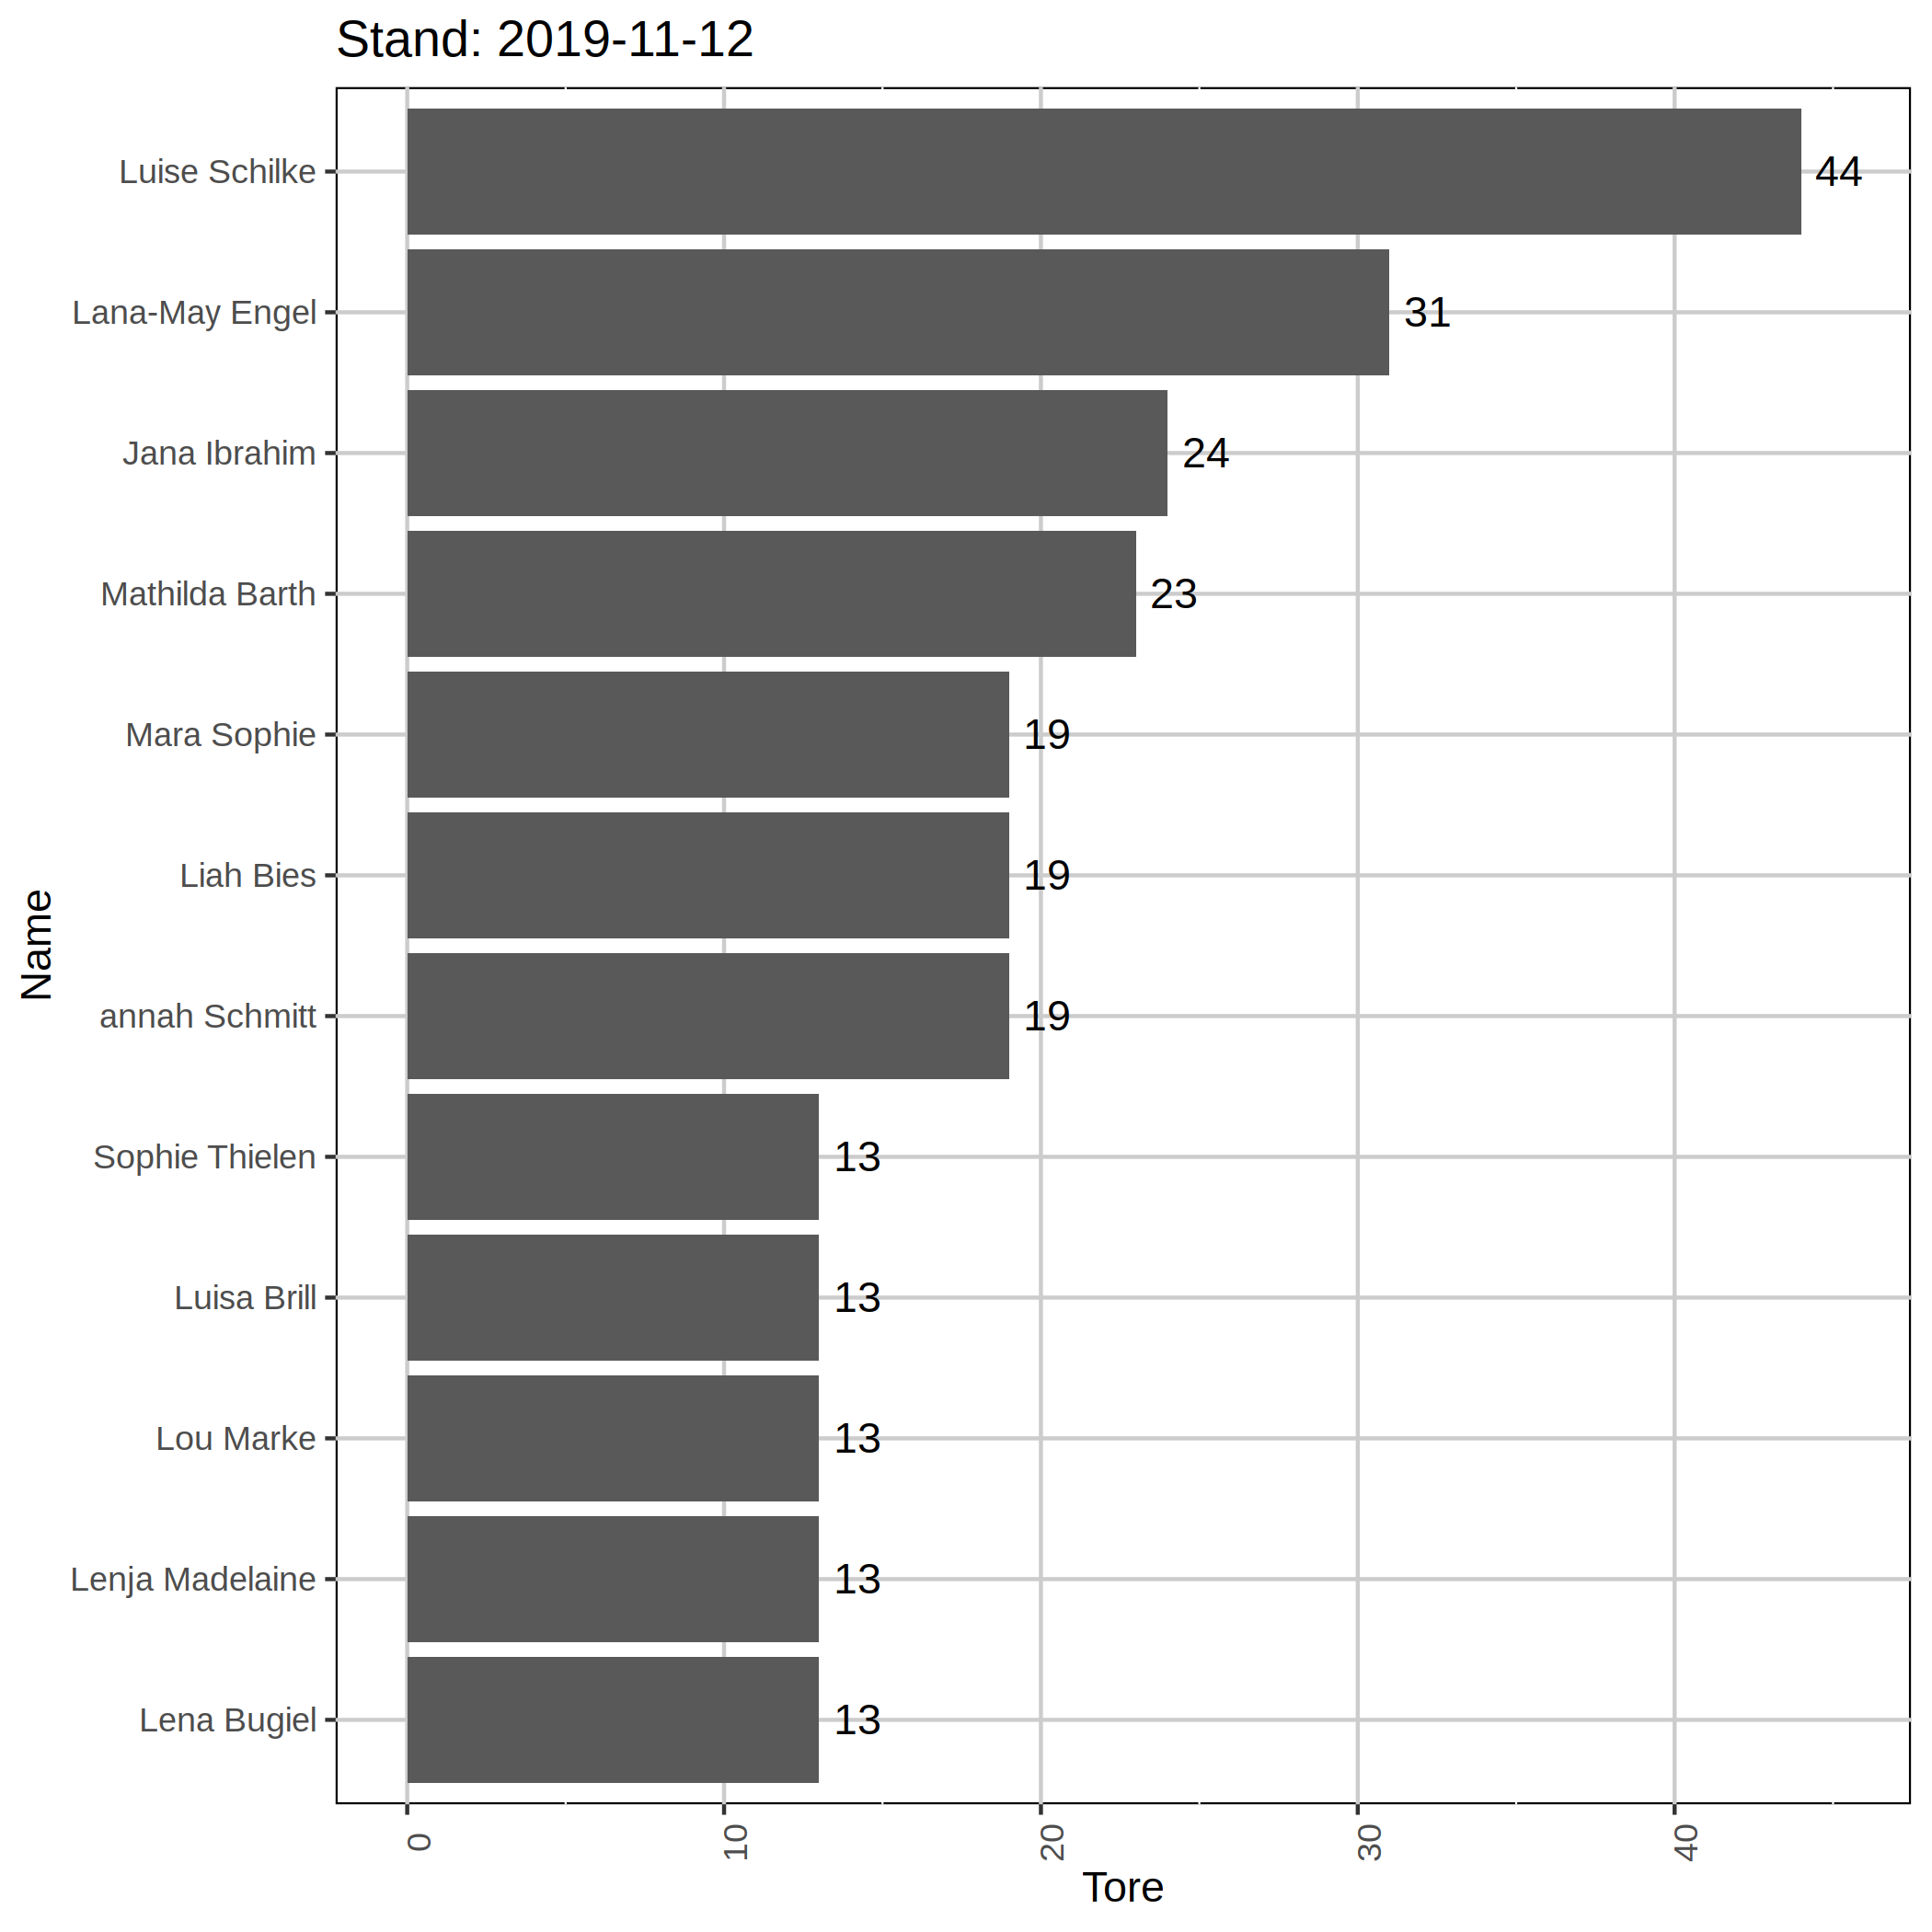 Stand: 2019-11-12
Luise Schilke 44
Lana-May Engel 31
Jana Ibrahim 24
Mathilda Barth 23
Mara Sophie 19
Liah Bies 19
annah Schmitt 19
Sophie Thielen 13
Luisa Brill 13
Lou Marke 13
Lenja Madelaine 13
Lena Bugiel 13
Name
0 10 20 30 40
Tore